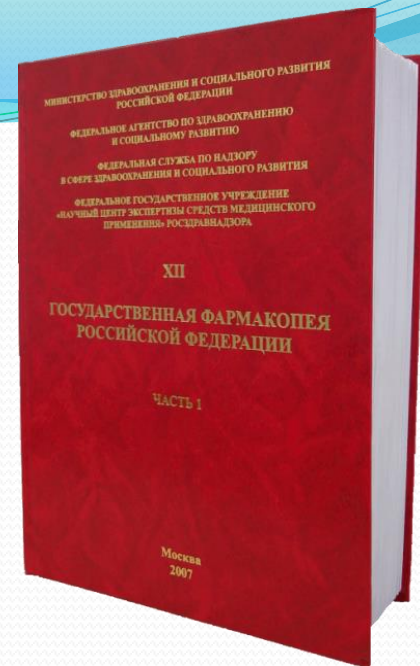 МИНИСТЕРСТВО ЗДРАВООХРАНЕНИЯ И СОЦИАЛЬНОГО РАЗВИТИЯ
РОССИЙСКОЙ ФЕДЕРАЦИИ
ФЕДЕРАЛЬНОЕ АГЕНТСТВО ПО ЗДРАВООХРАНЕНИЮ
И СОЦИАЛЬНОМУ РАЗВИТИЮ
ФЕДЕРАЛЬНАЯ СЛУЖБА ПО НАДЗОРУ
В СФЕРЕ ЗДРАВООХРАНЕНИЯ И СОЦИАЛЬНОГО РАЗВИТИЯ
ФЕДЕРАЛЬНОЕ ГОСУДАРСТВЕННОЕ УЧРЕЖДЕНИЕ
«НАУЧНЫЙ ЦЕНТР ЭКСПЕРТИЗЫ СРЕДСТВ МЕДИЦИНСКОГО
ПРИМЕНЕНИЯ» РОСЗДРАВНАДЗОРА
XII
ГОСУДАРСТВЕННАЯ ФАРМАКОПЕЯ
РОССИЙСКОЙ ФЕДЕРАЦИИ
ЧАСТЬ 1
Москва
2007